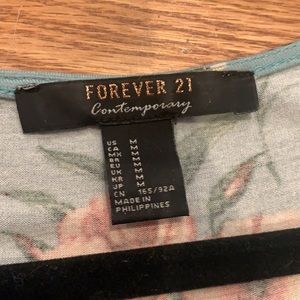 FOREVER 21
Contemporary
US M
CA M
MX M
BR M
EU M
UK M
KR M
JP M
CN 165/92A
MADE IN
PHILIPPINES